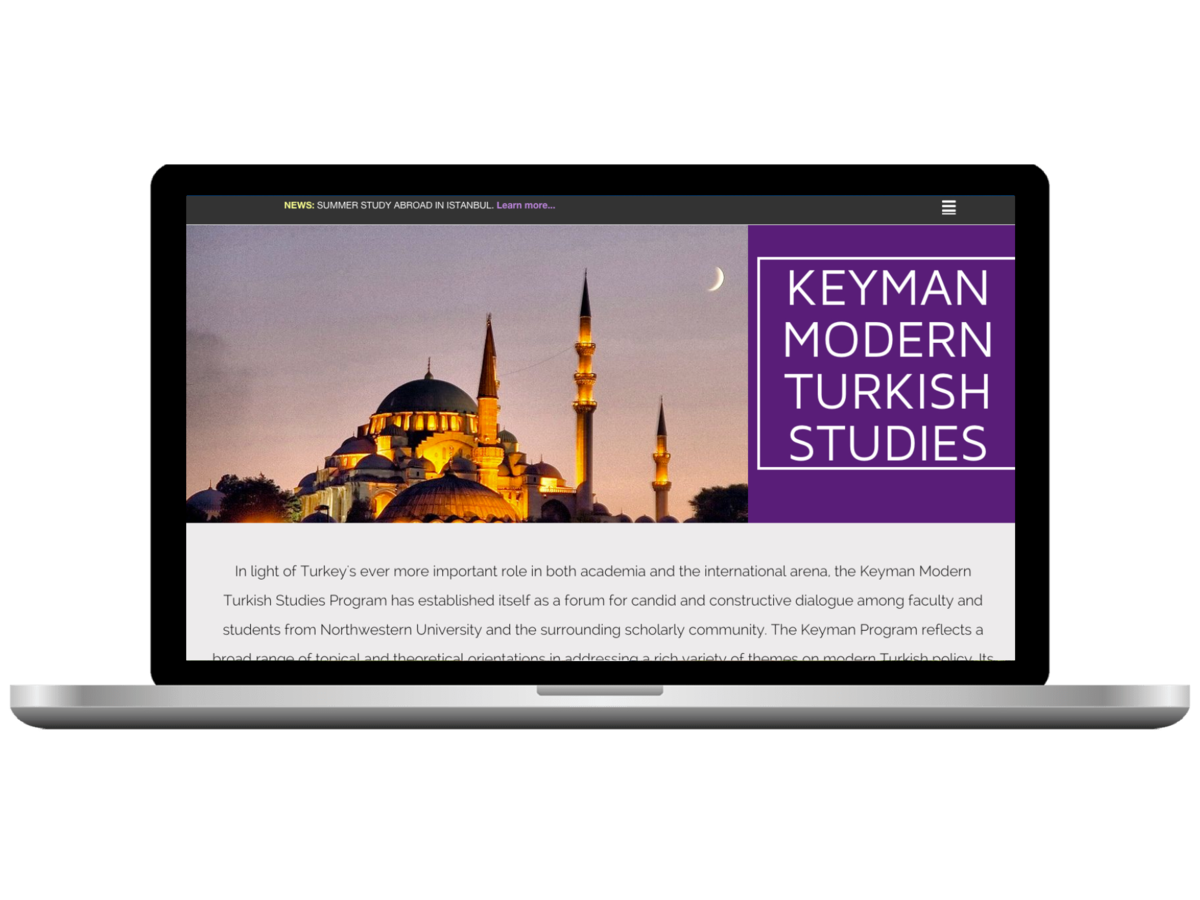 NEWS: SUMMER STUDY ABROAD IN ISTANBUL. Learn more...
KEYMAN
MODERN
TURKISH
STUDIES
In light of Turkey's ever more important role in both academia and the international arena, the Keyman Modern
Turkish Studies Program has established itself as a forum for candid and constructive dialogue among faculty and
students from Northwestern University and the surrounding scholarly community. The Keyman Program reflects a
broad range of topical and theoretical orientations in addressing a rich variety of themes on modern Turkish policy. Its